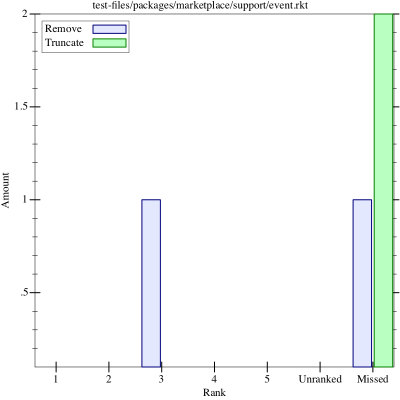 test-files/packages/marketplace/support/event.rkt
Remove
Truncate
2
1.5
1
.5
Amount
1 2 3 4 5 Unranked Missed
Rank